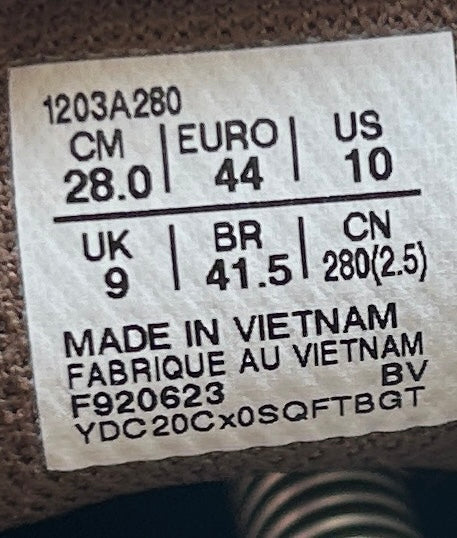 1203A280
CM | EURO | US
28.0 | 44 | 10
UK | BR | CN
9 | 41.5 | 280(2.5)
MADE IN VIETNAM
FABRIQUE AU VIETNAM
F920623 BV
YDC20Cx0SQFTBGT